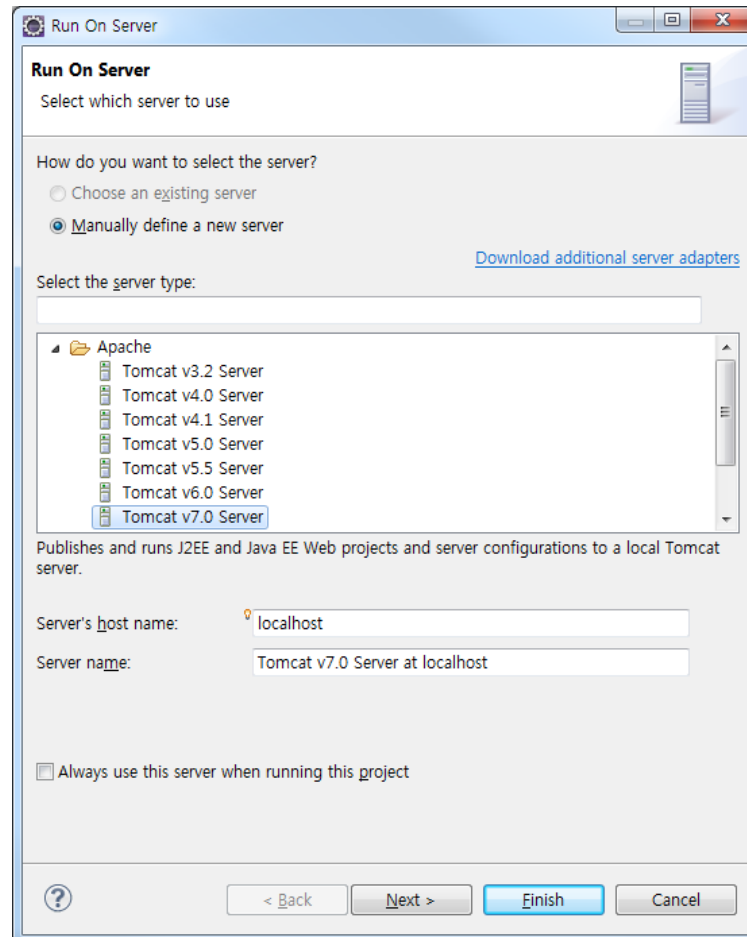 Run On Server
Run On Server
Select which server to use
How do you want to select the server?
Choose an existing server
Manually define a new server
Download additional server adapters
Select the server type:
Apache
Tomcat v3.2 Server
Tomcat v4.0 Server
Tomcat v4.1 Server
Tomcat v5.0 Server
Tomcat v5.5 Server
Tomcat v6.0 Server
Tomcat v7.0 Server
Publishes and runs J2EE and Java EE Web projects and server configurations to a local Tomcat
server.
Server's host name: localhost
Server name: Tomcat v7.0 Server at localhost
Always use this server when running this project
? < Back Next > Finish Cancel